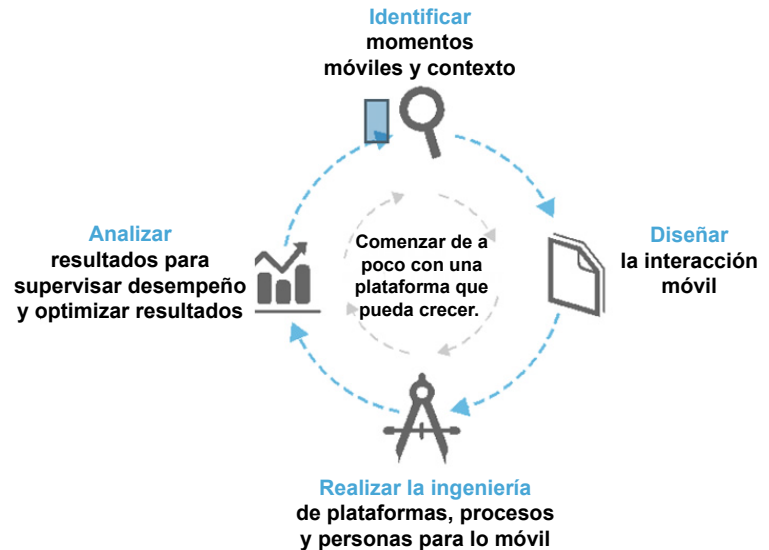 Identificar
momentos
móviles y contexto
Analizar
resultados para
supervisar desempeño
y optimizar resultados
Comenzar de a
poco con una
plataforma que
pueda crecer.
Diseñar
la interacción
móvil
Realizar la ingeniería
de plataformas, procesos
y personas para lo móvil